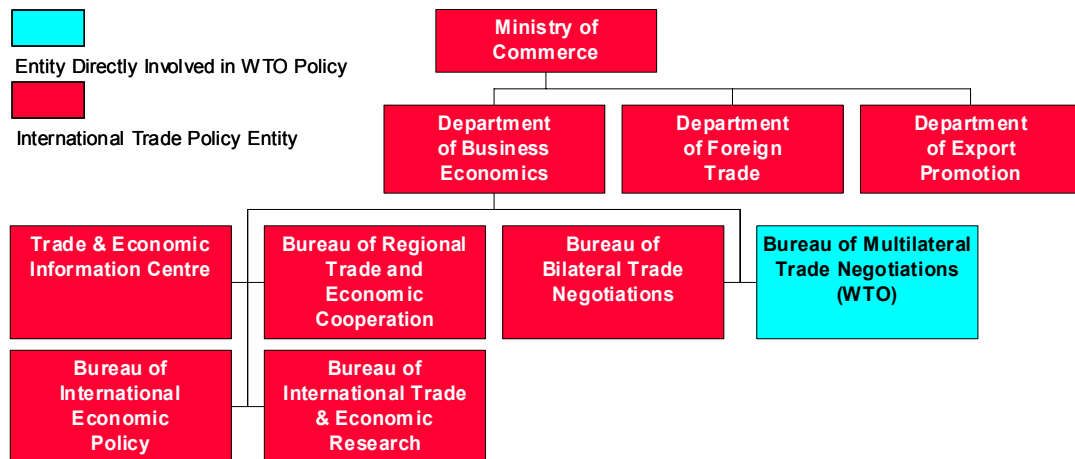 Entity Directly Involved in WTO Policy
International Trade Policy Entity
Ministry of
Commerce
Department
of Business
Economics
Department
of Foreign
Trade
Department
of Export
Promotion
Trade & Economic
Information Centre
Bureau of Regional
Trade and
Economic
Cooperation
Bureau of
Bilateral Trade
Negotiations
Bureau of Multilateral
Trade Negotiations
(WTO)
Bureau of
International
Economic
Policy
Bureau of
International Trade
& Economic
Research